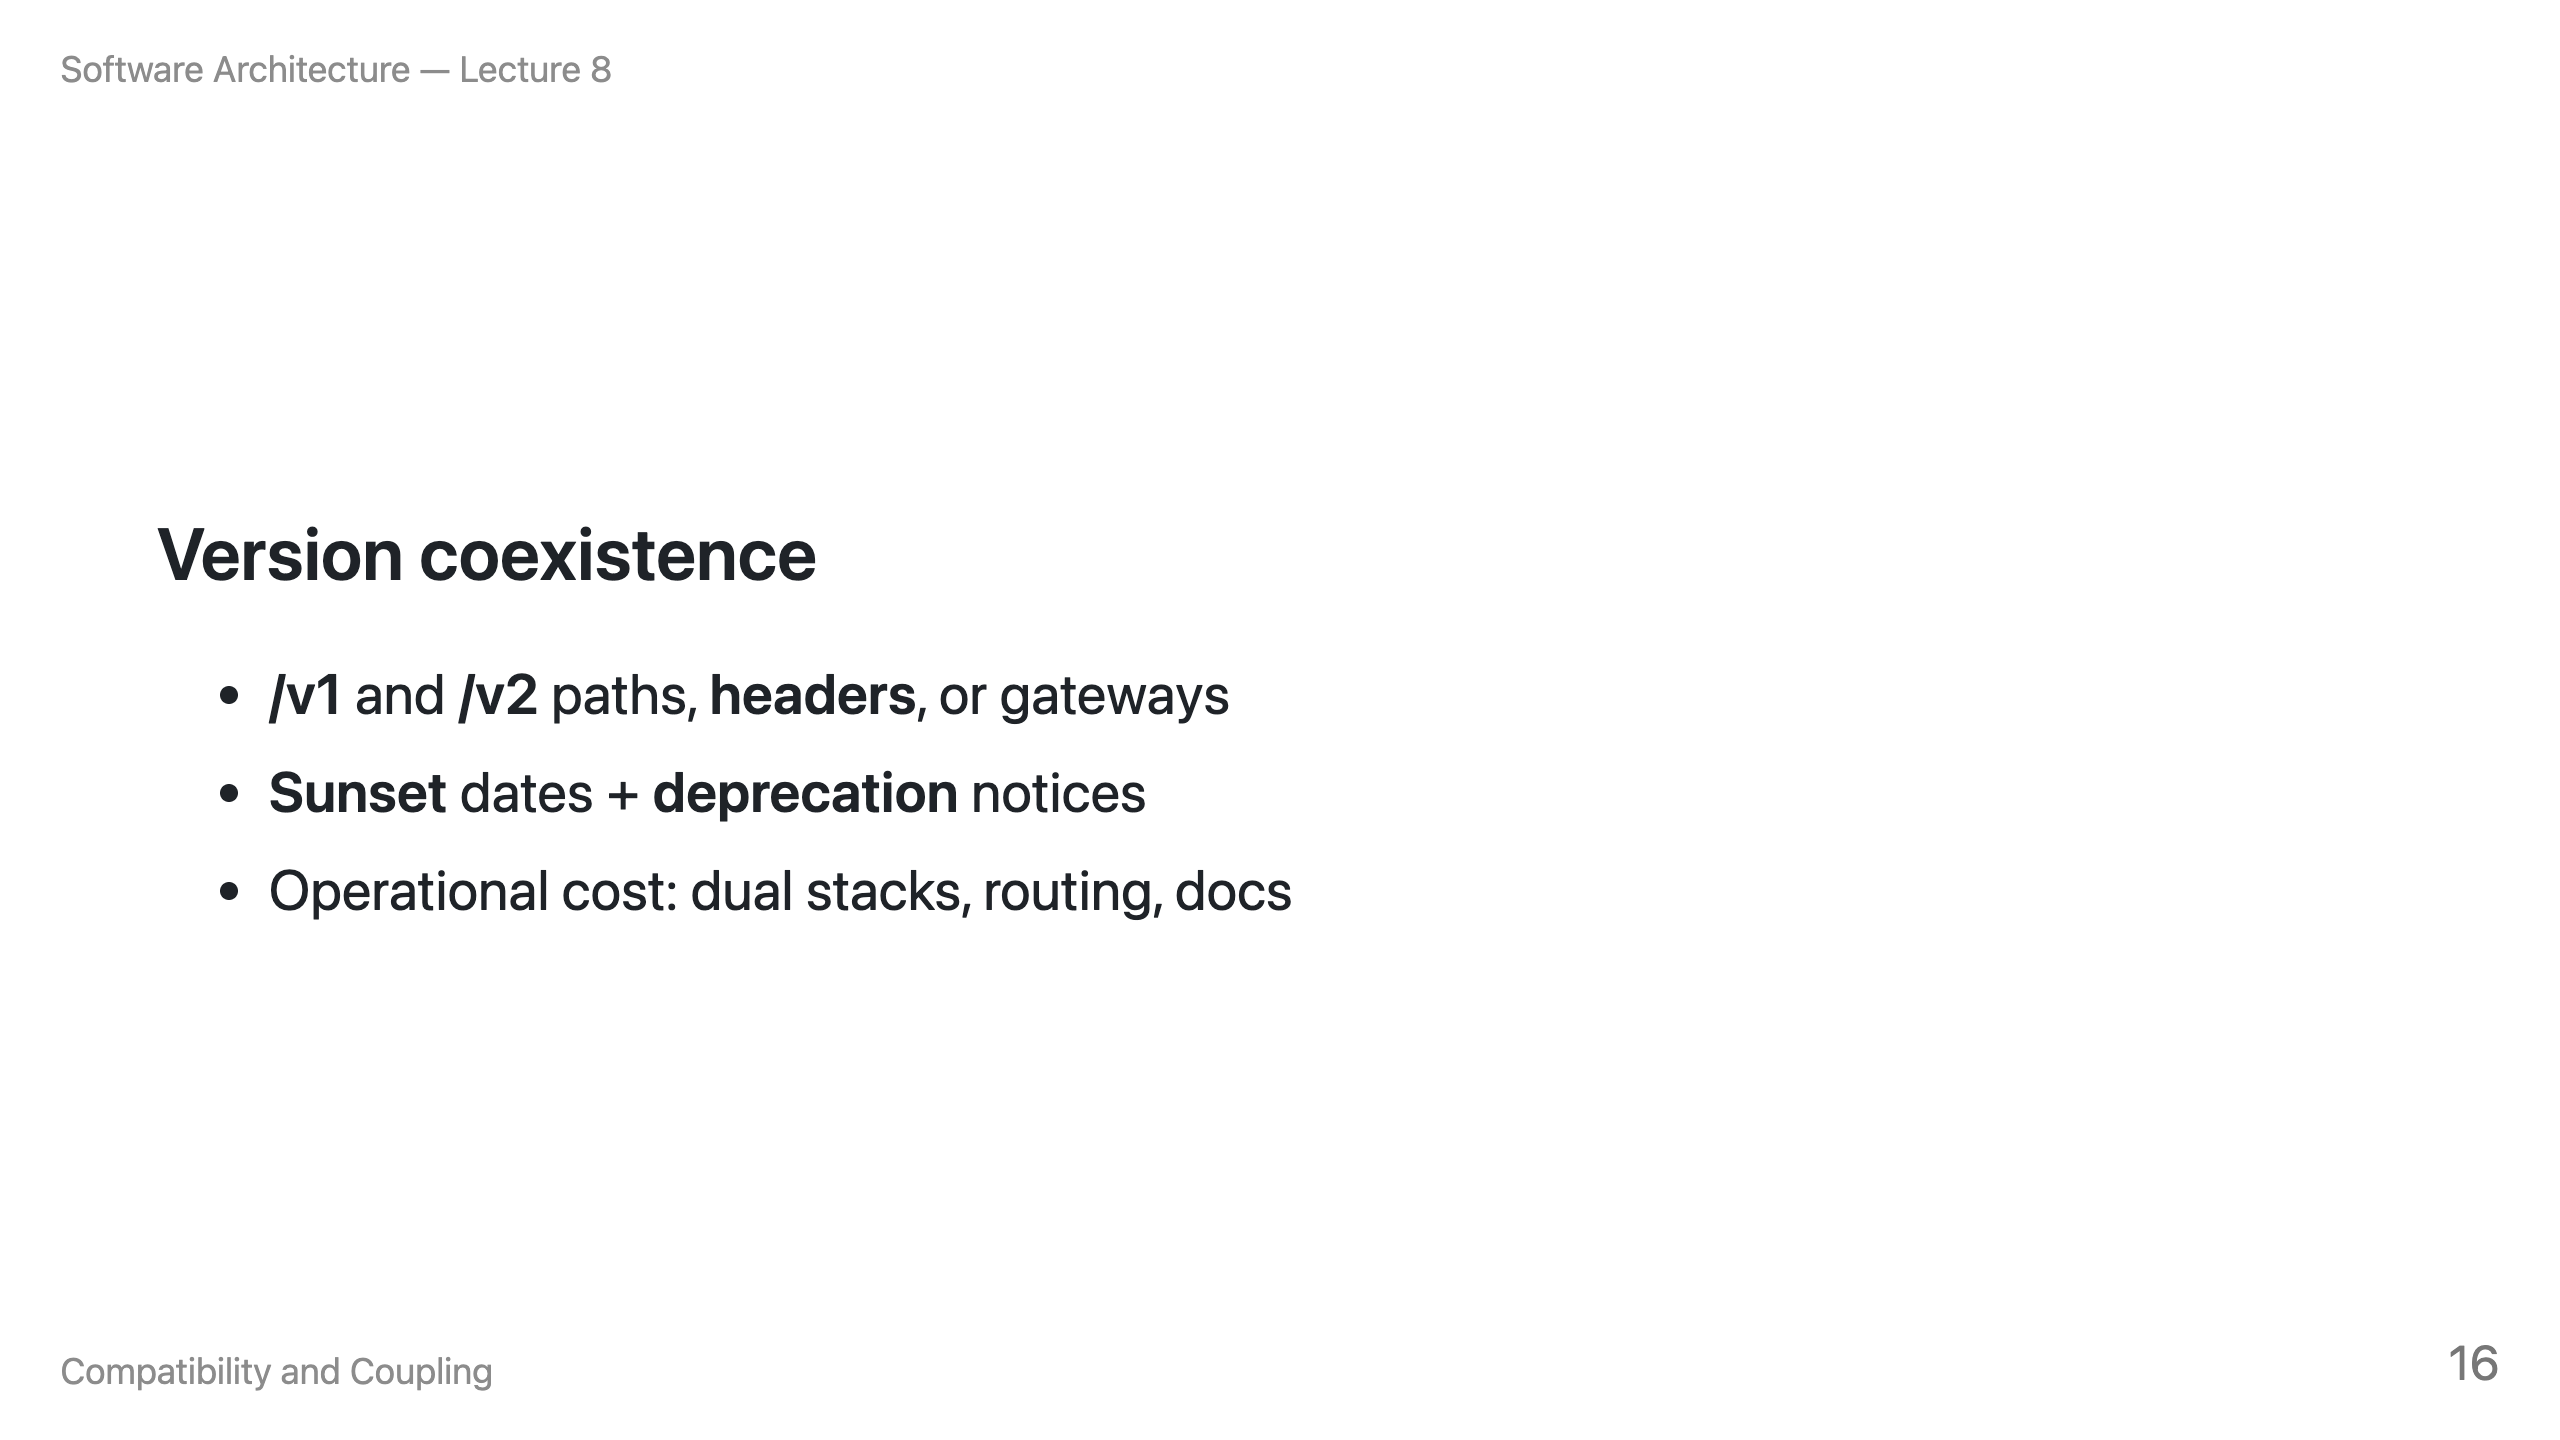 Software Architecture — Lecture 8
Version coexistence
• /v1 and /v2 paths, headers, or gateways
• Sunset dates + deprecation notices
• Operational cost: dual stacks, routing, docs
Compatibility and Coupling
16